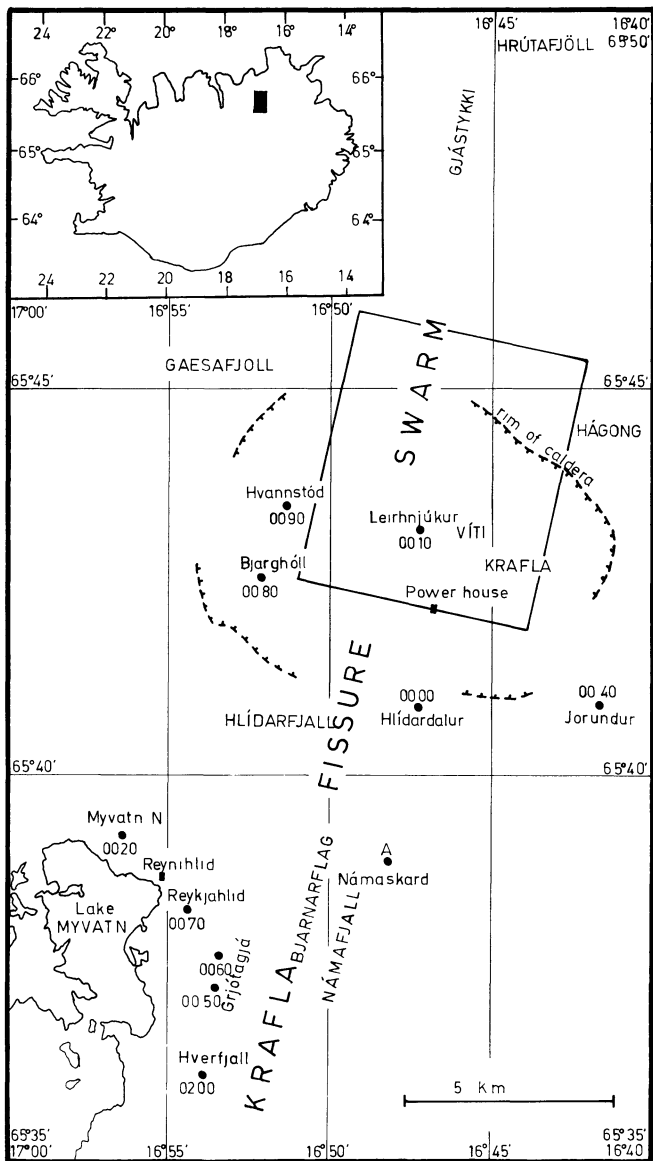 24 22 20 18 16 14
16°45' 16°40'
HRÚTAFJÖLL 65°50'
66° 66°
65° 65°
64° 64°
GJÁSTYKKI
24 22 20 18 16 14
17°00' 16°55' 16°50'
GAESAFJOLL
65°45' 65°45'
SWARM
rim of caldera
HÁGONG
Hvannstód
0090
Leirhnjúkur
0010
VÍTI
Bjarghóll
0080
KRAFLA
Power house
FISSURE
0000
Hlídardalur
00 40
Jorundur
HLÍDARFJALL
65°40' 65°40'
Myvatn N
0020
Reynihlid
A
Námaskard
Reykjahlid
0070
Lake
MYVATN
BJARNARFLAG
NÁMAFJALL
0060
Grjótagjá
0050
KRAFLA
Hverfjall
0200
5 Km
65°35' 65°35'
17°00' 16°55' 16°50' 16°45' 16°40'